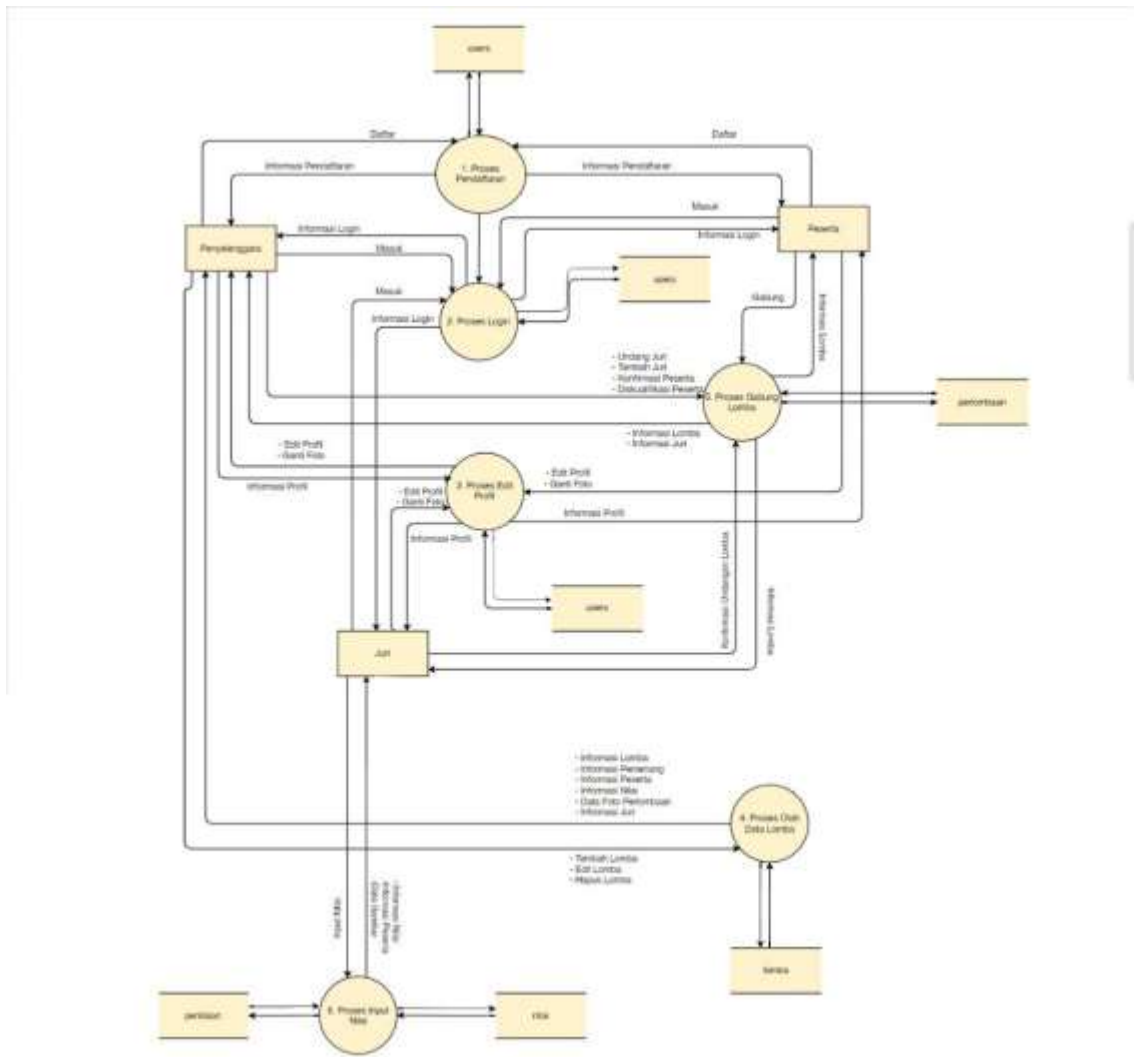 users
Daftar
Daftar
1. Proses
Pendaftaran
Informasi Pendaftaran
Informasi Pendaftaran
Masuk
Informasi Login
Peserta
Penyelenggara
Informasi Login
Masuk
users
Masuk
2. Proses Login
Informasi Login
Gabung
Informasi Lomba
- Undang Juri
- Tambah Juri
- Konfirmasi Peserta
- Diskualifikasi Peserta
Proses Gabung
Lomba
perlombaan
- Informasi Lomba
- Informasi Juri
- Edit Profil
- Ganti Foto
Informasi Profil
3. Proses Edit
Profil
- Edit Profil
- Ganti Foto
- Edit Profil
- Ganti Foto
Informasi Profil
Informasi Profil
users
Konfirmasi Undangan Lomba
Informasi Lomba
Juri
- Informasi Lomba
- Informasi Pemenang
- Informasi Peserta
- Informasi Nilai
- Data Foto Perlombaan
- Informasi Juri
4. Proses Olah
Data Lomba
- Tambah Lomba
- Edit Lomba
- Hapus Lomba
Input Nilai
- Informasi Nilai
Informasi Peserta
lomba
penilaian
Proses Input
Nilai
nilai